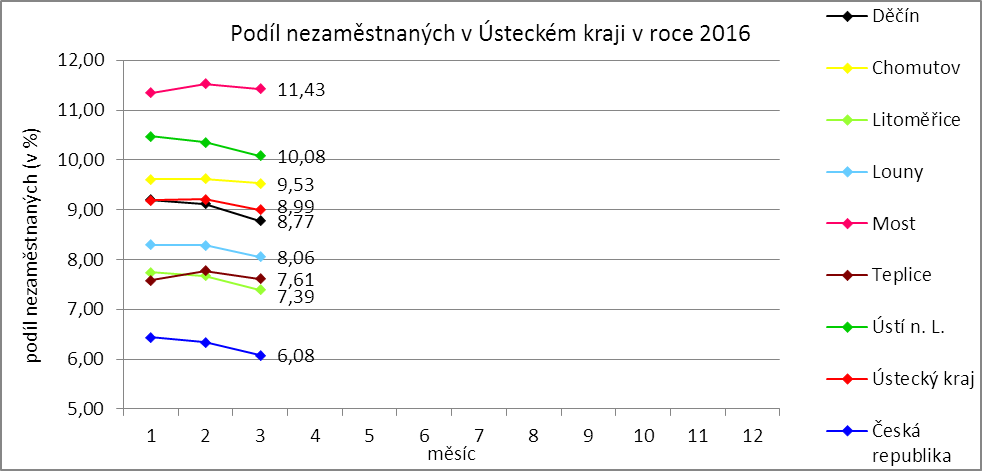 Podíl nezaměstnaných v Ústeckém kraji v roce 2016
podíl nezaměstnaných (v %)
12,00
11,00
10,00
9,00
8,00
7,00
6,00
5,00
11,43
10,08
9,53
8,99
8,77
8,06
7,61
7,39
6,08
1 2 3 4 5 6 7 8 9 10 11 12
měsíc
Děčín
Chomutov
Litoměřice
Louny
Most
Teplice
Ústí n. L.
Ústecký kraj
Česká
republika